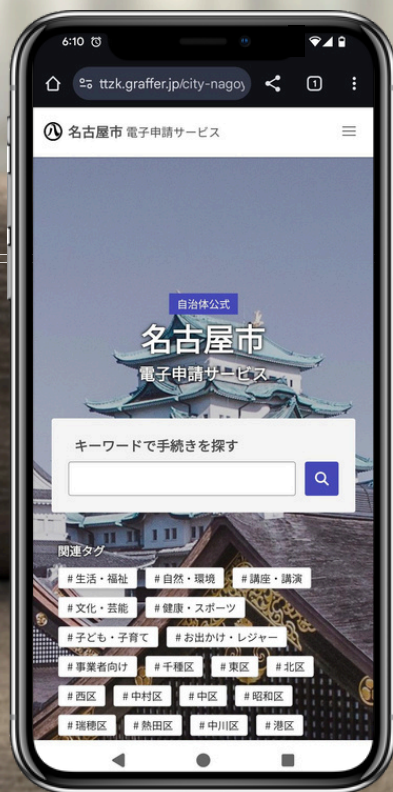 6:10
ttzk.graffer.jp/city-nagoy
1
名古屋市 電子申請サービス
自治体公式
名古屋市
電子申請サービス
キーワードで手続きを探す
関連タグ
#生活・福祉 #自然・環境 #講座・講演
#文化・芸能 #健康・スポーツ
#子ども・子育て #お出かけ・レジャー
#事業者向け #千種区 #東区 #北区
#西区 #中村区 #中区 #昭和区
#瑞穂区 #熱田区 #中川区 #港区